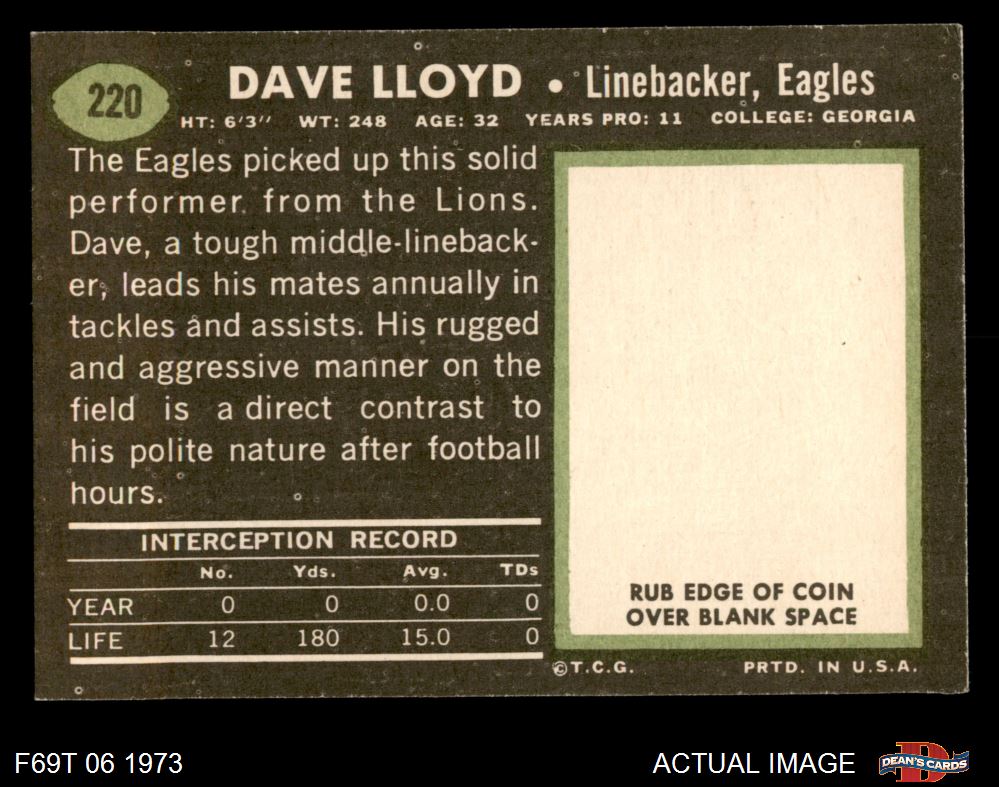 220
DAVE LLOYD • Linebacker, Eagles
HT: 6'3" WT: 248 AGE: 32 YEARS PRO: 11 COLLEGE: GEORGIA
The Eagles picked up this solid
performer from the Lions.
Dave, a tough middle-lineback-
er, leads his mates annually in
tackles and assists. His rugged
and aggressive manner on the
field is a direct contrast to
his polite nature after football
hours.
INTERCEPTION RECORD
No. Yds. Avg. TDs
YEAR 0 0 0.0 0
LIFE 12 180 15.0 0
RUB EDGE OF COIN
OVER BLANK SPACE
©T.C.G. PRTD. IN U.S.A.
F69T 06 1973
ACTUAL IMAGE
DEAN'S CARDS